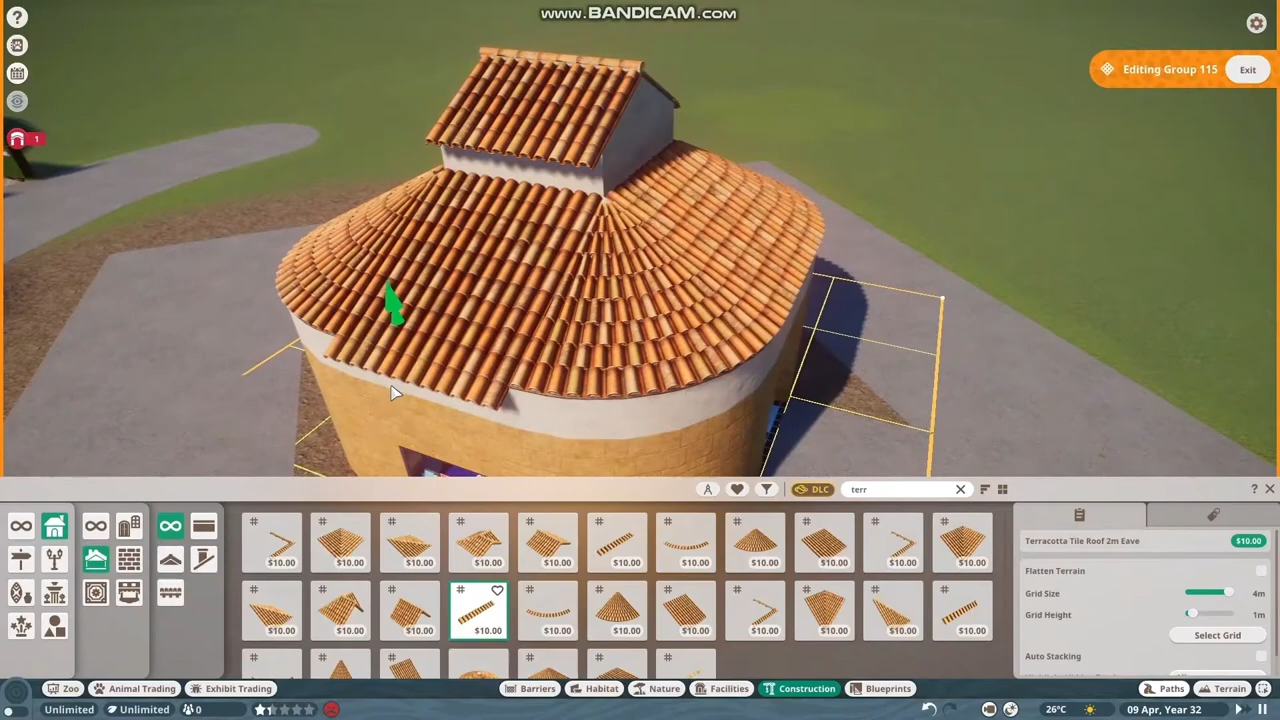 www.BANDICAM.com
?
Editing Group 115
Exit
1
DLC
terr
?
$10.00 $10.00 $10.00 $10.00 $10.00 $10.00 $10.00 $10.00 $10.00 $10.00 $10.00
$10.00 $10.00 $10.00 $10.00 $10.00 $10.00 $10.00 $10.00 $10.00 $10.00 $10.00
Terracotta Tile Roof 2m Eave $10.00
Flatten Terrain
Grid Size 4m
Grid Height 1m
Select Grid
Auto Stacking
Zoo Animal Trading Exhibit Trading Barriers Habitat Nature Facilities Construction Blueprints Paths Terrain
Unlimited Unlimited 0 26°C 09 Apr, Year 32